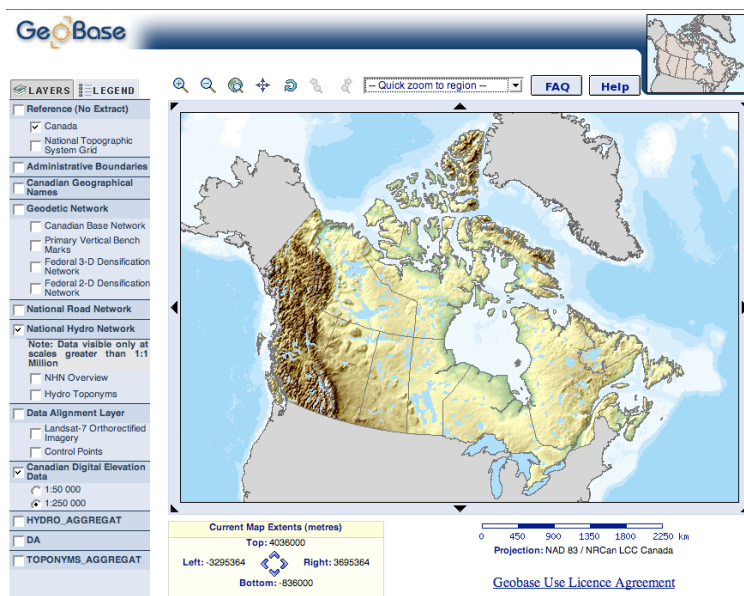 GeoBase
LAYERS LEGEND
-- Quick zoom to region --
FAQ
Help
Reference (No Extract)
Canada
National Topographic
System Grid
Administrative Boundaries
Canadian Geographical
Names
Geodetic Network
Canadian Base Network
Primary Vertical Bench
Marks
Federal 3-D Densification
Network
Federal 2-D Densification
Network
National Road Network
National Hydro Network
Note: Data visible only at
scales greater than 1:1
Million
NHN Overview
Hydro Toponyms
Data Alignment Layer
Landsat-7 Orthorectified
Imagery
Control Points
Canadian Digital Elevation
Data
1:50 000
1:250 000
HYDRO_AGGREGAT
DA
TOPONYMS_AGGREGAT
Current Map Extents (metres)
Top: 4036000
Left: -3295364 Right: 3695364
Bottom: -836000
0 450 900 1350 1800 2250 km
Projection: NAD 83 / NRCan LCC Canada
Geobase Use Licence Agreement